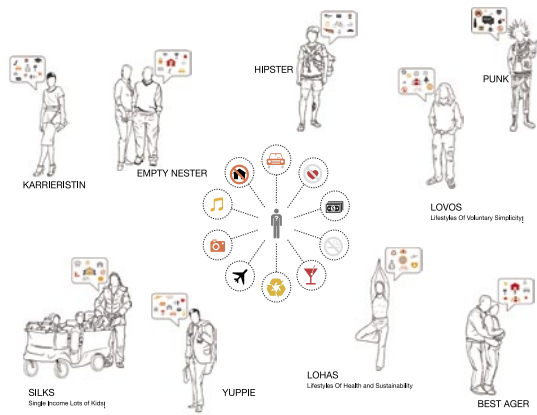 HIPSTER
PUNK
KARRIERISTIN
EMPTY NESTER
LOVOS
Lifestyles Of Voluntary Simplicity
SILKS
Single Income Lots of Kids
YUPPIE
LOHAS
Lifestyles Of Health and Sustainability
BEST AGER
?